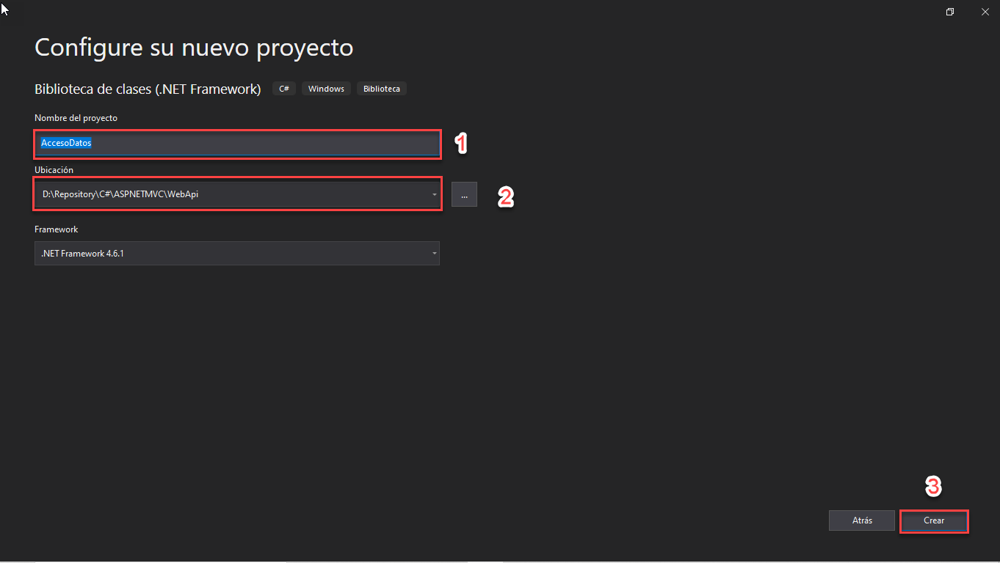 Configure su nuevo proyecto
Biblioteca de clases (.NET Framework) C# Windows Biblioteca
Nombre del proyecto
AccesoDatos
1
Ubicación
D:\Repository\C#\ASPNETMVC\WebApi
...
2
Framework
.NET Framework 4.6.1
3
Atrás Crear